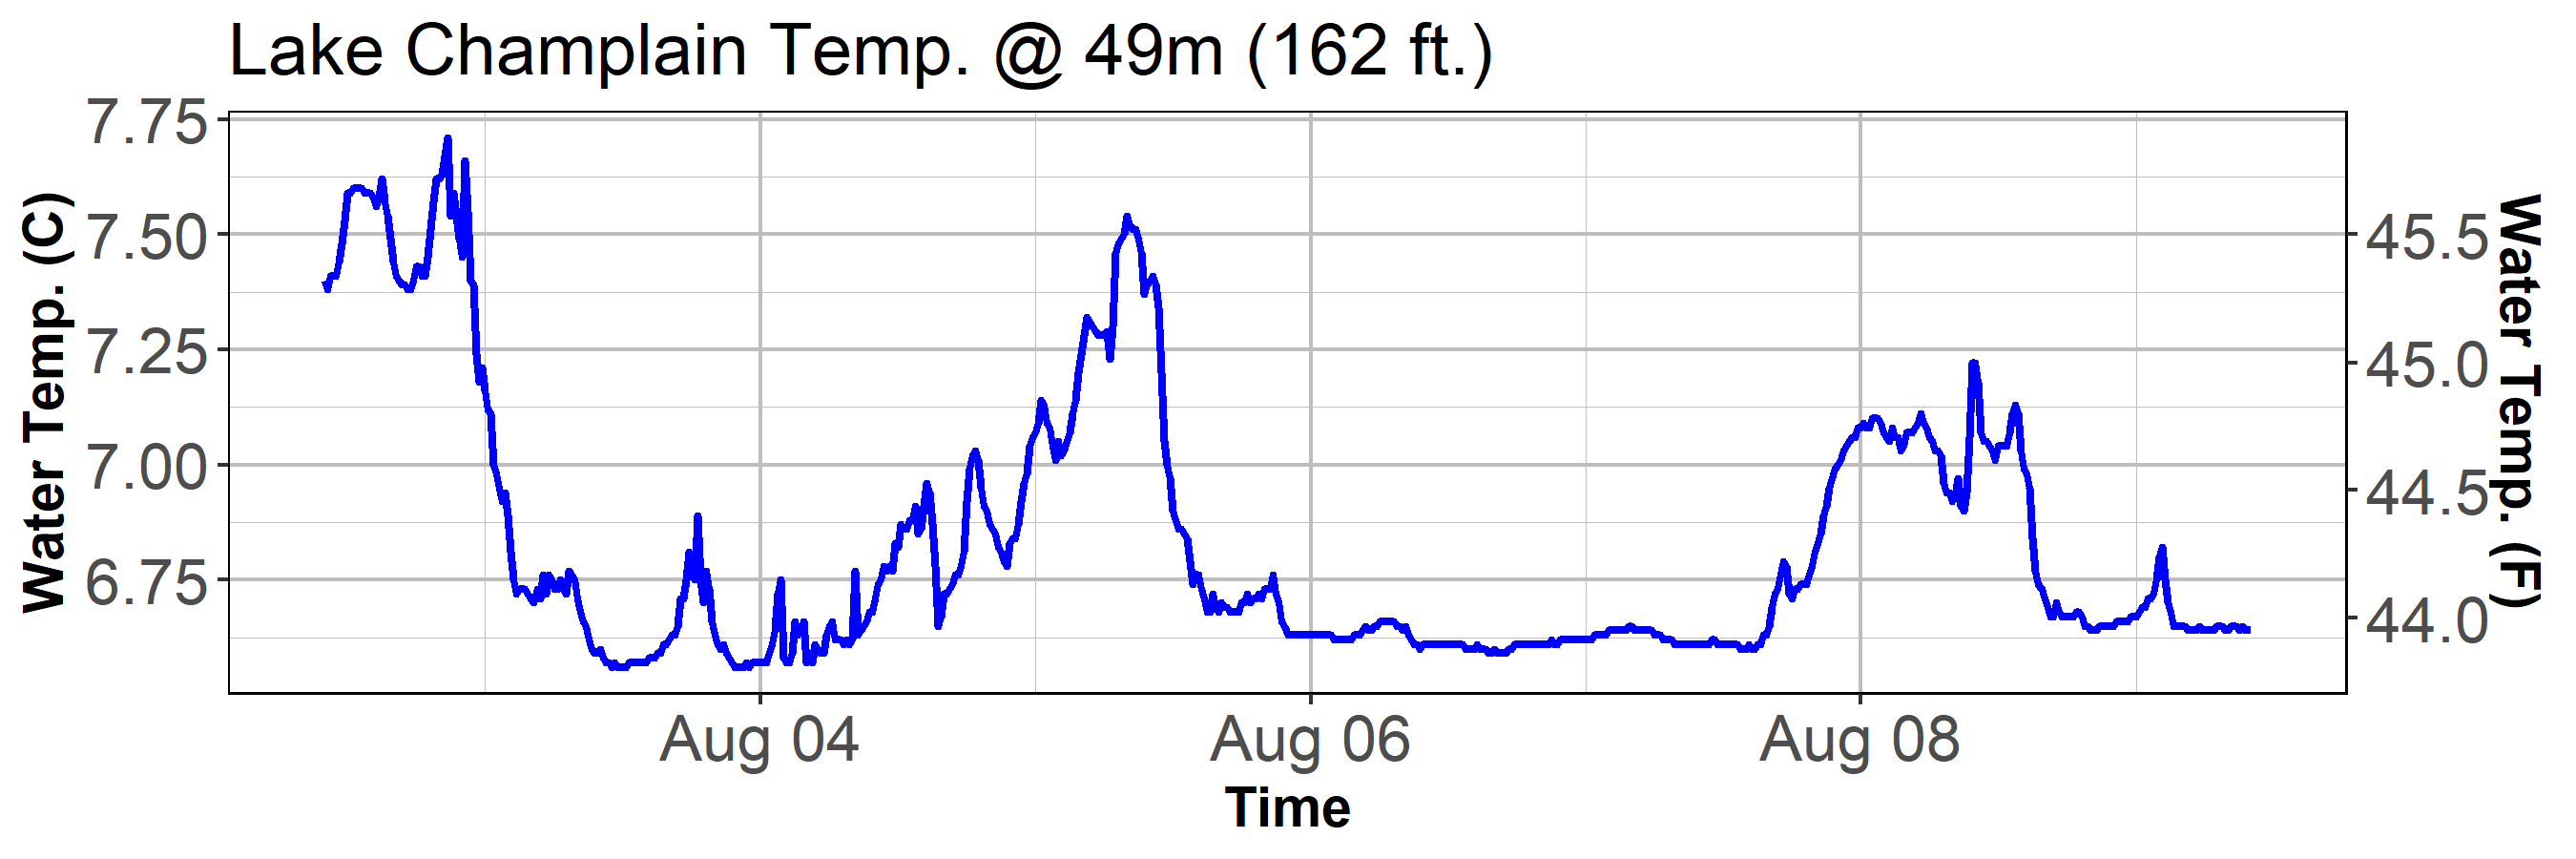 Lake Champlain Temp. @ 49m (162 ft.)
Water Temp. (C)
7.75
7.50
7.25
7.00
6.75
45.5
45.0
44.5
44.0
Water Temp. (F)
Aug 04 Aug 06 Aug 08
Time